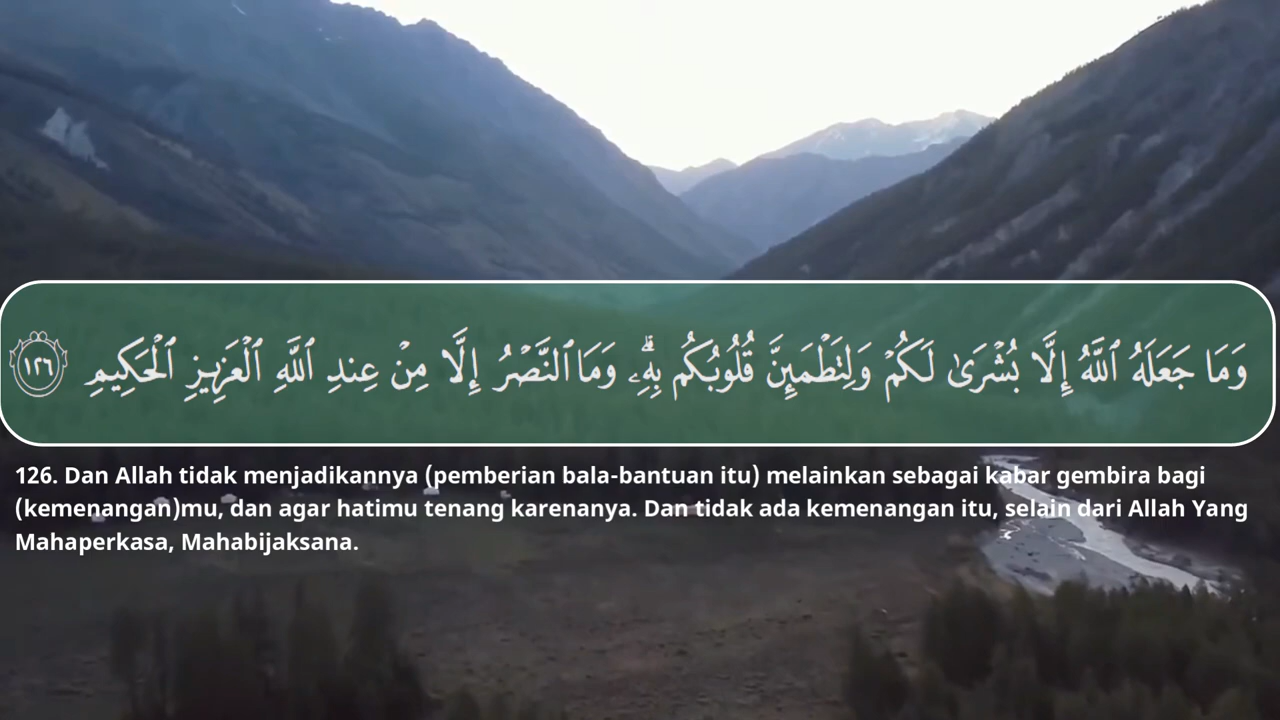 وَمَا جَعَلَهُ ٱللَّهُ إِلَّا بُشْرَىٰ لَكُمْ وَلِتَطْمَئِنَّ قُلُوبُكُم بِهِۦۗ وَمَا ٱلنَّصْرُ إِلَّا مِنْ عِندِ ٱللَّهِ ٱلْعَزِيزِ ٱلْحَكِيمِ ١٢٦
126. Dan Allah tidak menjadikannya (pemberian bala-bantuan itu) melainkan sebagai kabar gembira bagi
(kemenangan)mu, dan agar hatimu tenang karenanya. Dan tidak ada kemenangan itu, selain dari Allah Yang
Mahaperkasa, Mahabijaksana.